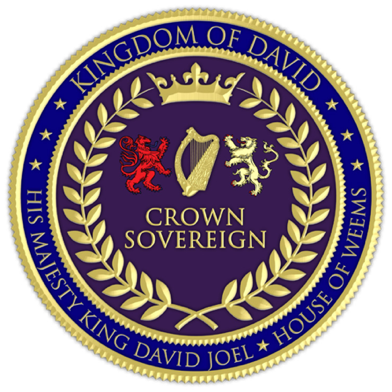 KINGDOM OF DAVID
CROWN
SOVEREIGN
HIS MAJESTY KING DAVID JOEL ★ HOUSE OF WEEMS